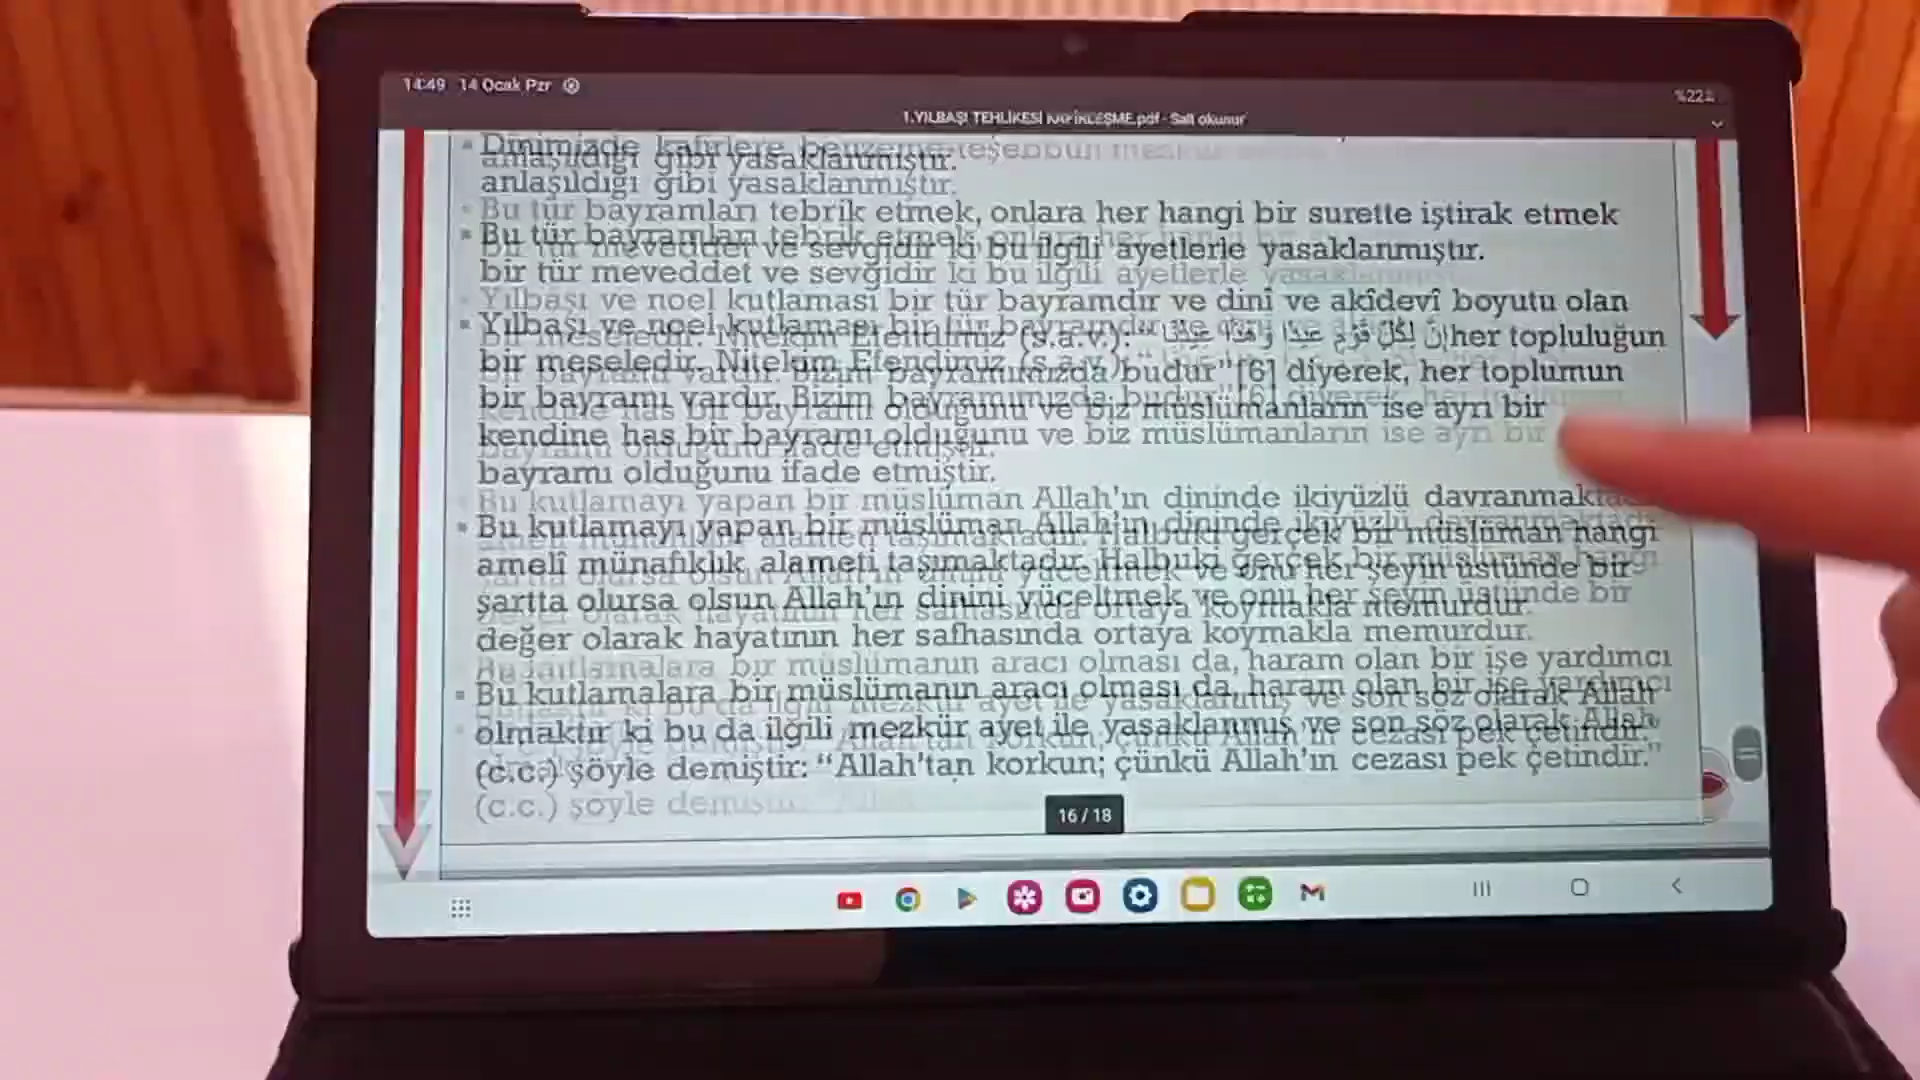 14:49 14 Ocak Pzr
%22
1.YILBAŞI TEHLİKESİ KAFİRLEŞME.pdf - Salt okunur
Dinimizde kafirlere
anlaşıldığı gibi yasaklanmıştır.
Bu tür bayramları tebrik etmek, onlara her hangi bir surette iştirak etmek
bir tür meveddet ve sevgidir ki bu ilgili ayetlerle yasaklanmıştır.
Yılbaşı ve noel kutlaması bir tür bayramdır ve dinî ve akîdevî boyutu olan
bir meseledir. Nitekim Efendimiz (s.a.v): "إِنَّ لِكُلِّ قَوْمٍ عِيدًا وَهَذَا عِيدُنَا her topluluğun
bir bayramı vardır. Bizim bayramımızda budur"[6] diyerek, her toplumun
kendine has bir bayramı olduğunu ve biz müslümanların ise ayrı bir
bayramı olduğunu ifade etmiştir.
Bu kutlamayı yapan bir müslüman Allah'ın dininde ikiyüzlü
amelî münafıklık alameti taşımaktadır. Halbuki gerçek bir müslüman hangi
şartta olursa olsun Allah'ın dinini yüceltmek ve onu her şeyin üstünde bir
değer olarak hayatının her safhasında ortaya koymakla memurdur.
Bu kutlamalara bir müslümanın aracı olması da, haram olan bir işe yardımcı
olmaktır ki bu da ilgili mezkür ayet ile yasaklanmış ve son söz olarak Allah
(c.c.) şöyle demiştir: "Allah'tan korkun; çünkü Allah'ın cezası pek çetindir."
16 / 18